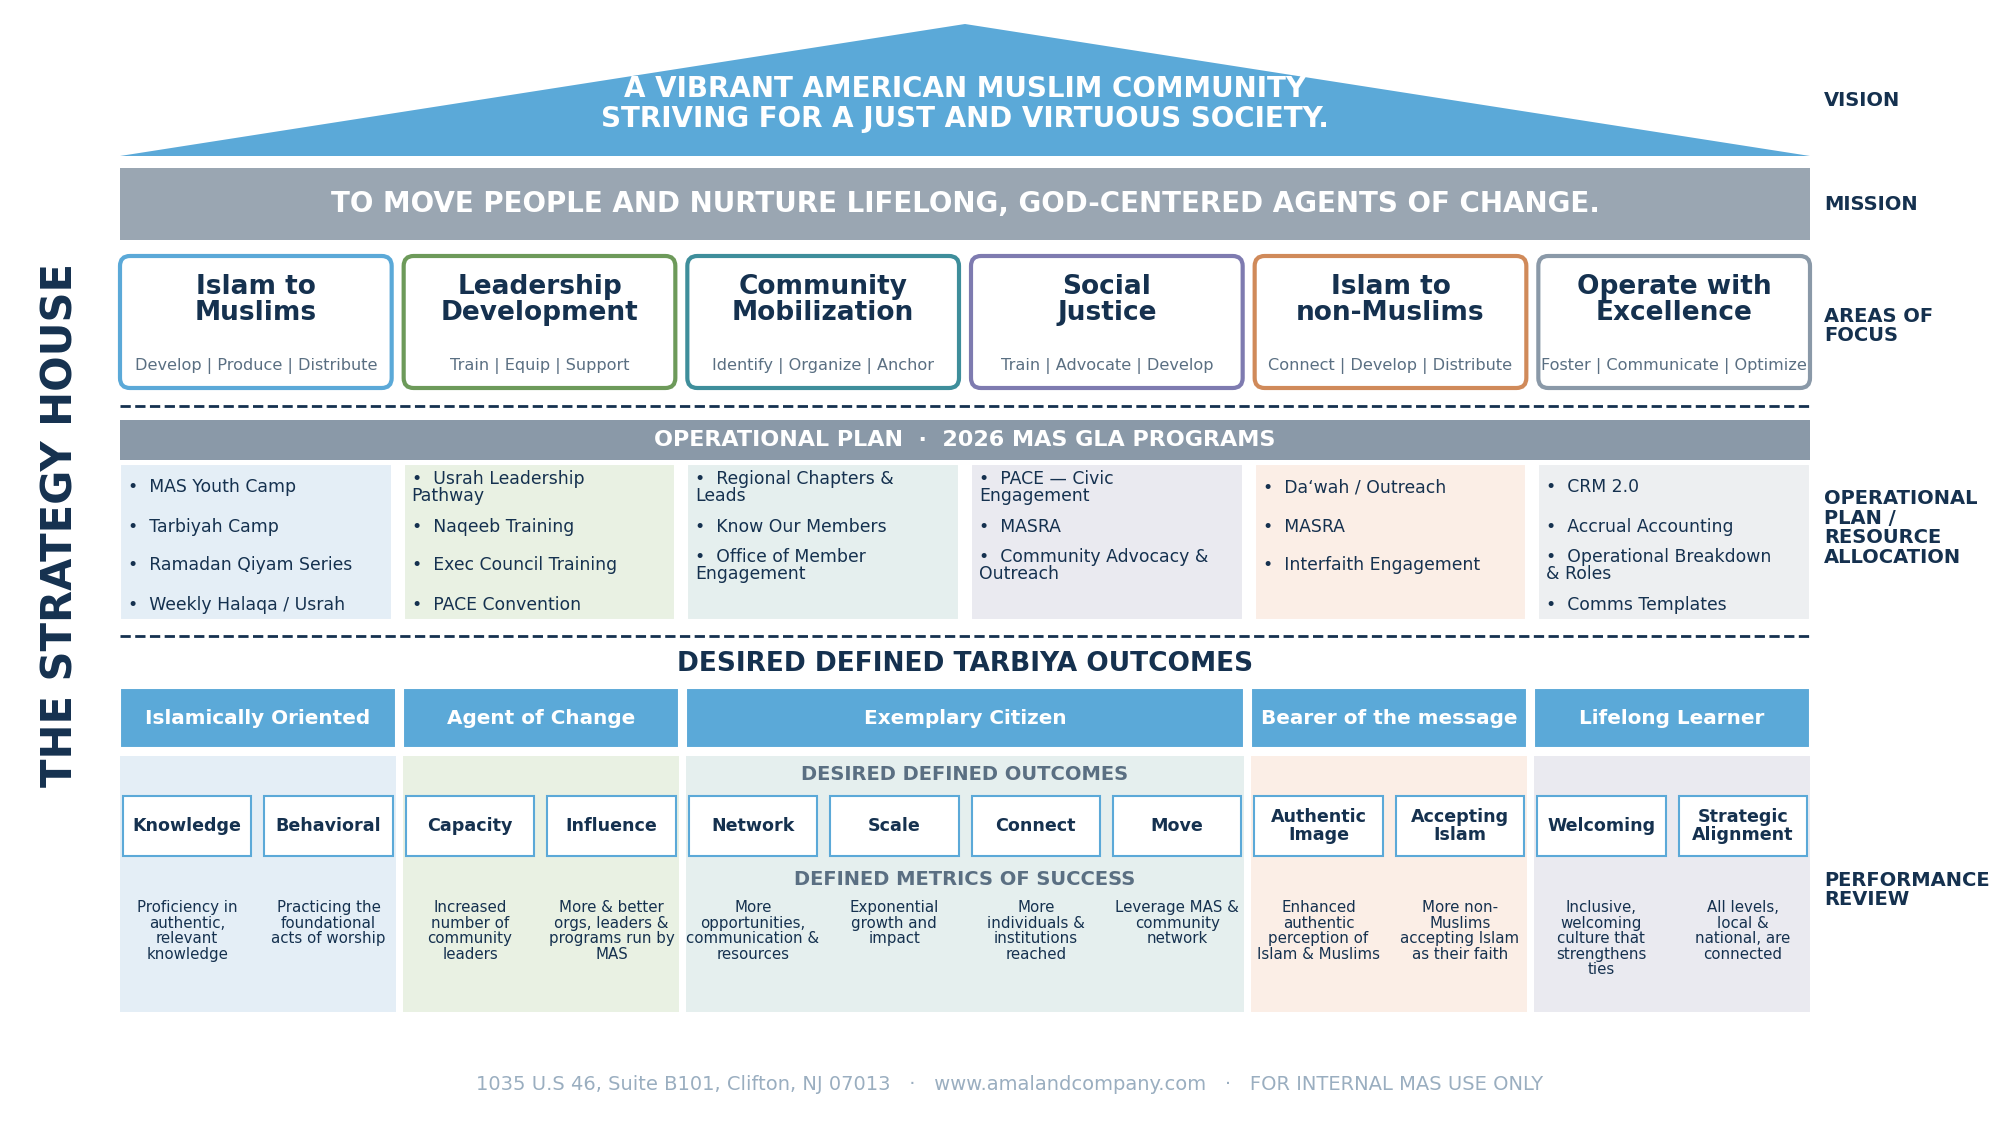 A VIBRANT AMERICAN MUSLIM COMMUNITY
STRIVING FOR A JUST AND VIRTUOUS SOCIETY.
VISION
TO MOVE PEOPLE AND NURTURE LIFELONG, GOD-CENTERED AGENTS OF CHANGE.
MISSION
THE STRATEGY HOUSE
Islam to
Muslims
Develop | Produce | Distribute
Leadership
Development
Train | Equip | Support
Community
Mobilization
Identify | Organize | Anchor
Social
Justice
Train | Advocate | Develop
Islam to
non-Muslims
Connect | Develop | Distribute
Operate with
Excellence
Foster | Communicate | Optimize
AREAS OF
FOCUS
OPERATIONAL PLAN · 2026 MAS GLA PROGRAMS
• MAS Youth Camp
• Tarbiyah Camp
• Ramadan Qiyam Series
• Weekly Halaqa / Usrah
• Usrah Leadership
Pathway
• Naqeeb Training
• Exec Council Training
• PACE Convention
• Regional Chapters &
Leads
• Know Our Members
• Office of Member
Engagement
• PACE — Civic
Engagement
• MASRA
• Community Advocacy &
Outreach
• Da‘wah / Outreach
• MASRA
• Interfaith Engagement
• CRM 2.0
• Accrual Accounting
• Operational Breakdown
& Roles
• Comms Templates
OPERATIONAL
PLAN /
RESOURCE
ALLOCATION
DESIRED DEFINED TARBIYA OUTCOMES
Islamically Oriented
Agent of Change
Exemplary Citizen
Bearer of the message
Lifelong Learner
DESIRED DEFINED OUTCOMES
Knowledge
Behavioral
Capacity
Influence
Network
Scale
Connect
Move
Authentic
Image
Accepting
Islam
Welcoming
Strategic
Alignment
DEFINED METRICS OF SUCCESS
Proficiency in
authentic,
relevant
knowledge
Practicing the
foundational
acts of worship
Increased
number of
community
leaders
More & better
orgs, leaders &
programs run by
MAS
More
opportunities,
communication &
resources
Exponential
growth and
impact
More
individuals &
institutions
reached
Leverage MAS &
community
network
Enhanced
authentic
perception of
Islam & Muslims
More non-
Muslims
accepting Islam
as their faith
Inclusive,
welcoming
culture that
strengthens
ties
All levels,
local &
national, are
connected
PERFORMANCE
REVIEW
1035 U.S 46, Suite B101, Clifton, NJ 07013 · www.amalandcompany.com · FOR INTERNAL MAS USE ONLY